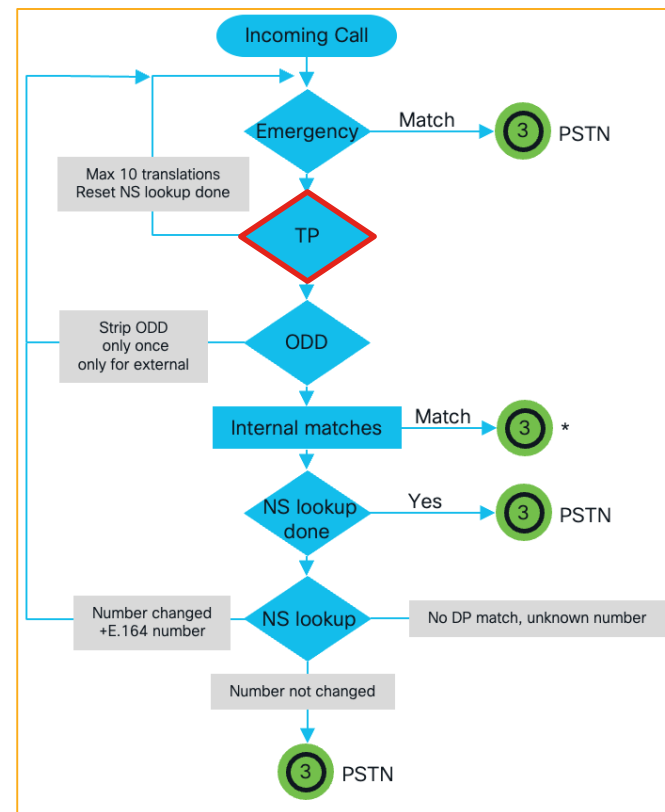 Incoming Call
Emergency
Match
3
PSTN
Max 10 translations
Reset NS lookup done
TP
Strip ODD
only once
only for external
ODD
Internal matches
Match
3
*
NS lookup
done
Yes
3
PSTN
Number changed
+E.164 number
NS lookup
No DP match, unknown number
Number not changed
3
PSTN